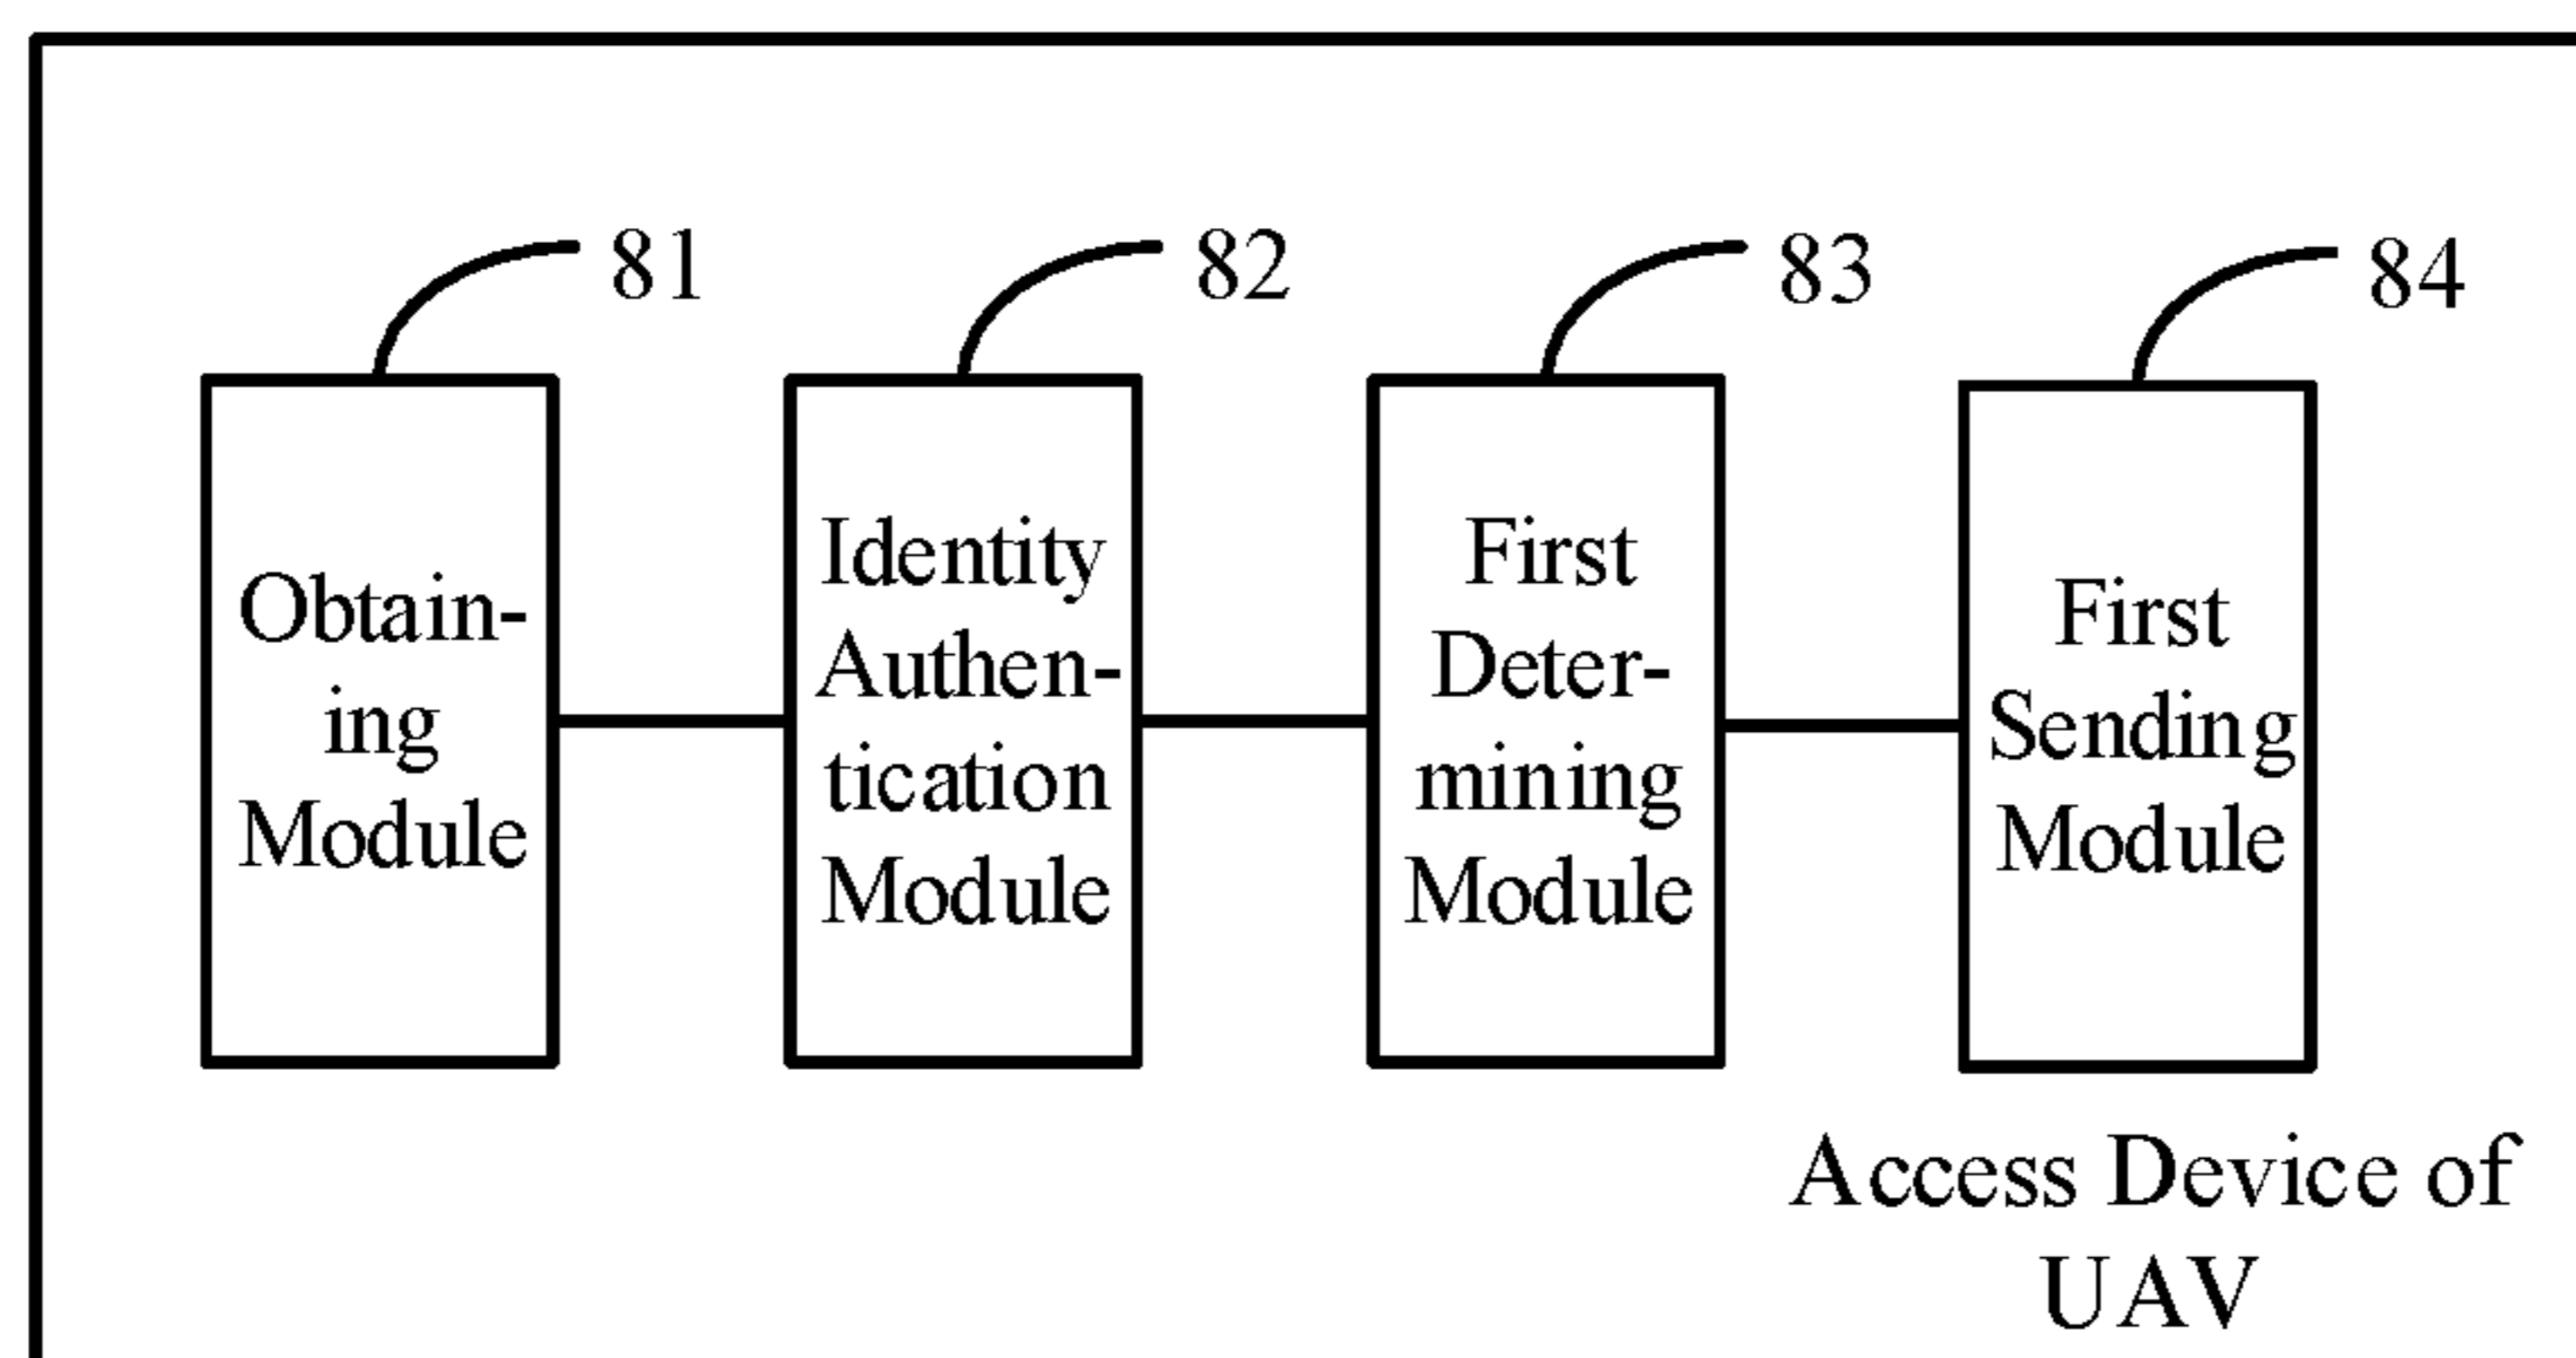 81
82
83
84
Obtain-
ing
Module
Identity
Authen-
tication
Module
First
Deter-
mining
Module
First
Sending
Module
Access Device of
UAV